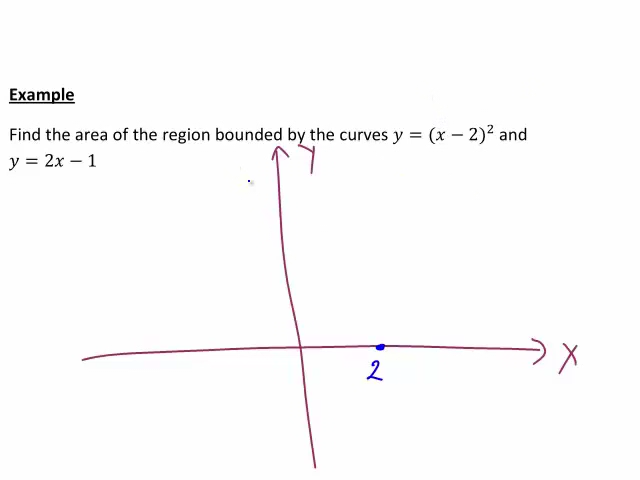 Example
Find the area of the region bounded by the curves y = (x − 2)² and
y = 2x − 1
Y
X
2